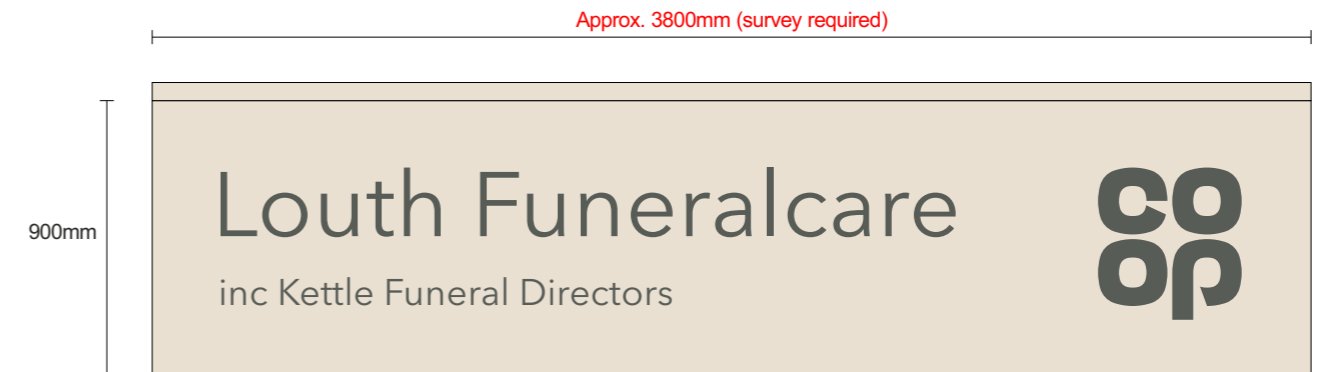 Approx. 3800mm (survey required)
900mm
Louth Funeralcare
inc Kettle Funeral Directors
co
op